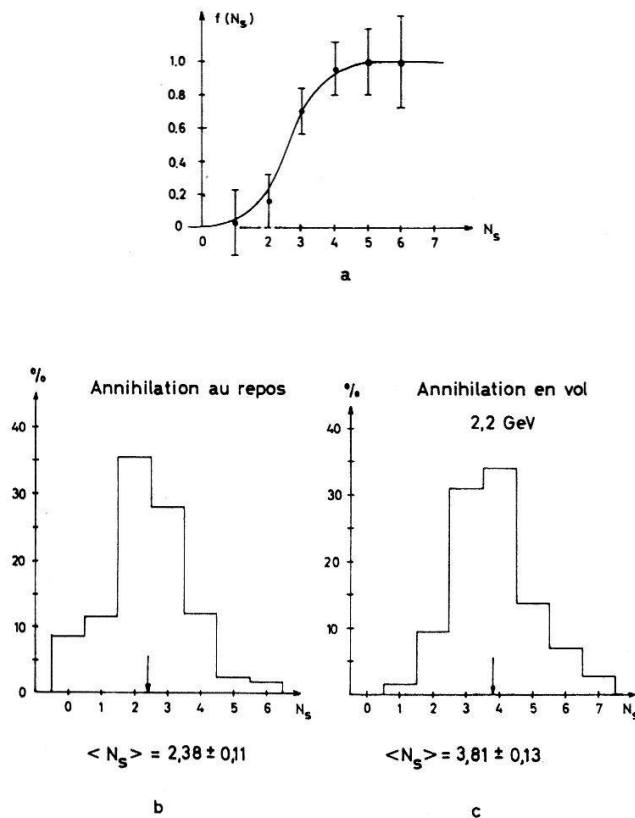 f (Ns)
1.0
0.8
0.6
0.4
0.2
0
0 1 2 3 4 5 6 7 Ns
a
%
Annihilation au repos
40
30
20
10
0
0 1 2 3 4 5 6 Ns
< Ns > = 2,38 ± 0,11
b
%
Annihilation en vol
2,2 GeV
40
30
20
10
0
0 1 2 3 4 5 6 7 Ns
<Ns> = 3,81 ± 0,13
c